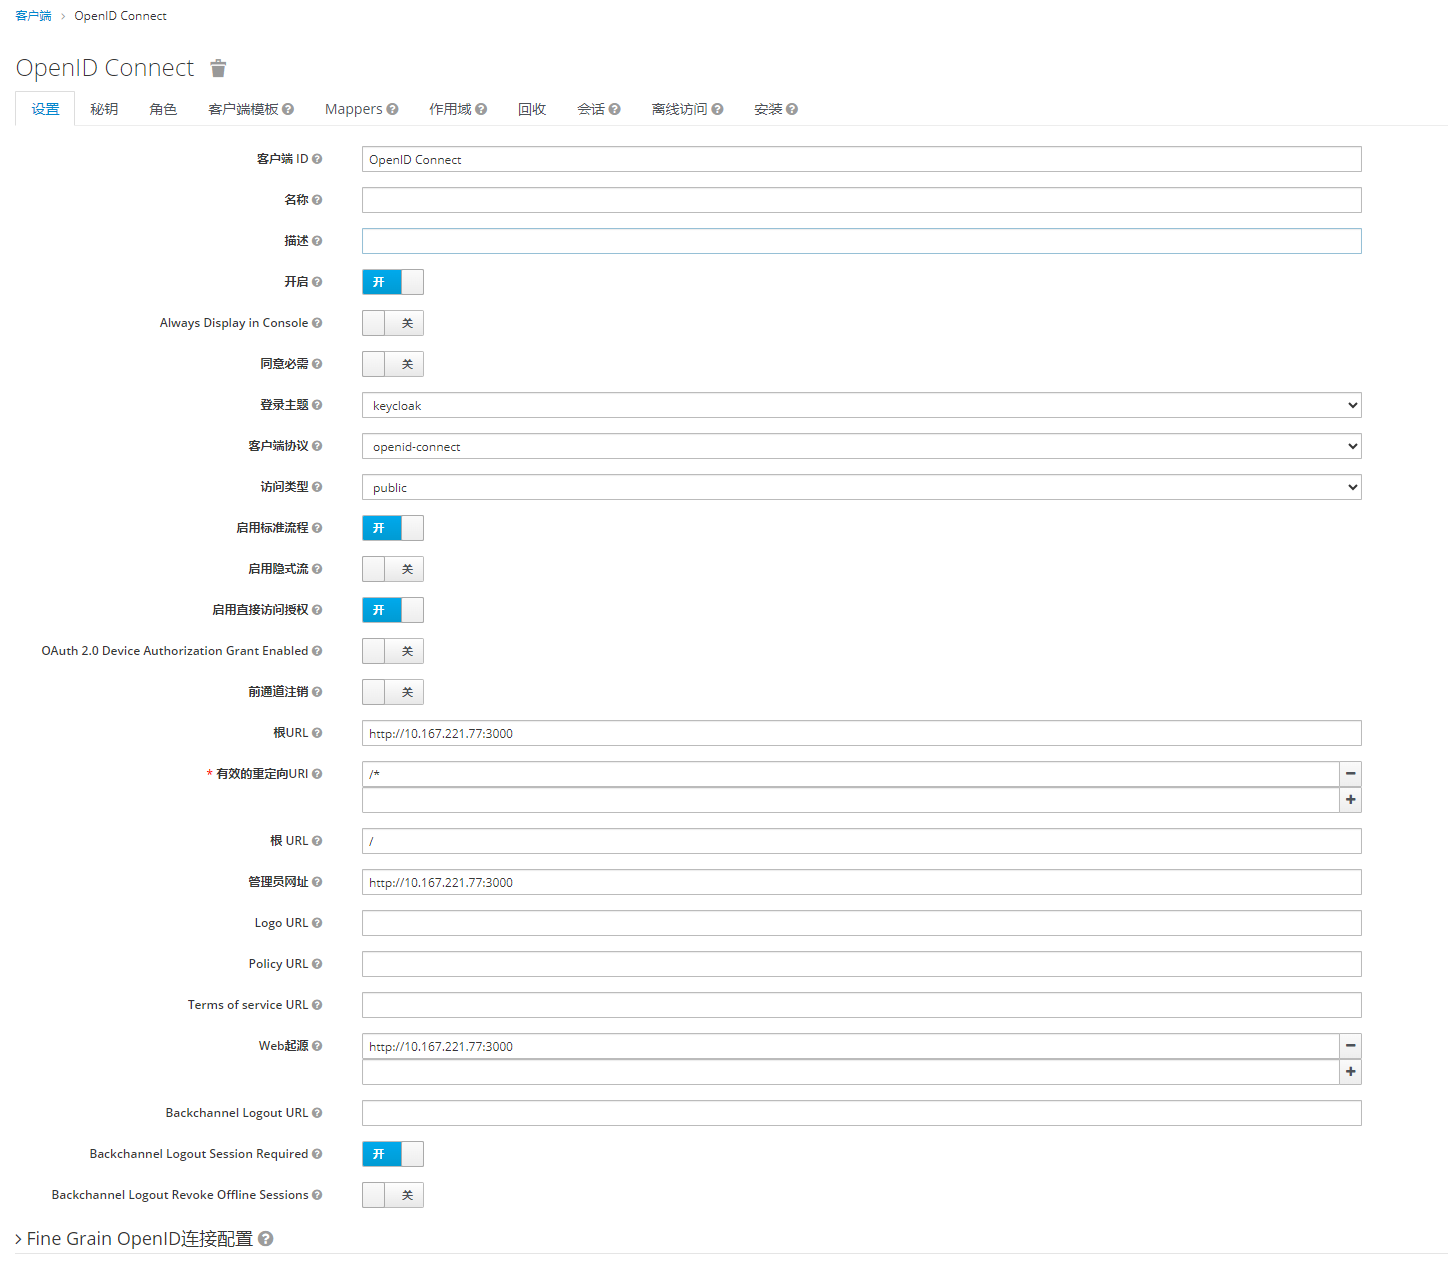 客户端 > OpenID Connect
OpenID Connect
设置 秘钥 角色 客户端模板 Mappers 作用域 回收 会话 离线访问 安装
客户端 ID OpenID Connect
名称
描述
开启 开
Always Display in Console 关
同意必需 关
登录主题 keycloak
客户端协议 openid-connect
访问类型 public
启用标准流程 开
启用隐式流 关
启用直接访问授权 开
OAuth 2.0 Device Authorization Grant Enabled 关
前通道注销 关
根URL http://10.167.221.77:3000
* 有效的重定向URI /*
根 URL /
管理员网址 http://10.167.221.77:3000
Logo URL
Policy URL
Terms of service URL
Web起源 http://10.167.221.77:3000
Backchannel Logout URL
Backchannel Logout Session Required 开
Backchannel Logout Revoke Offline Sessions 关
Fine Grain OpenID连接配置